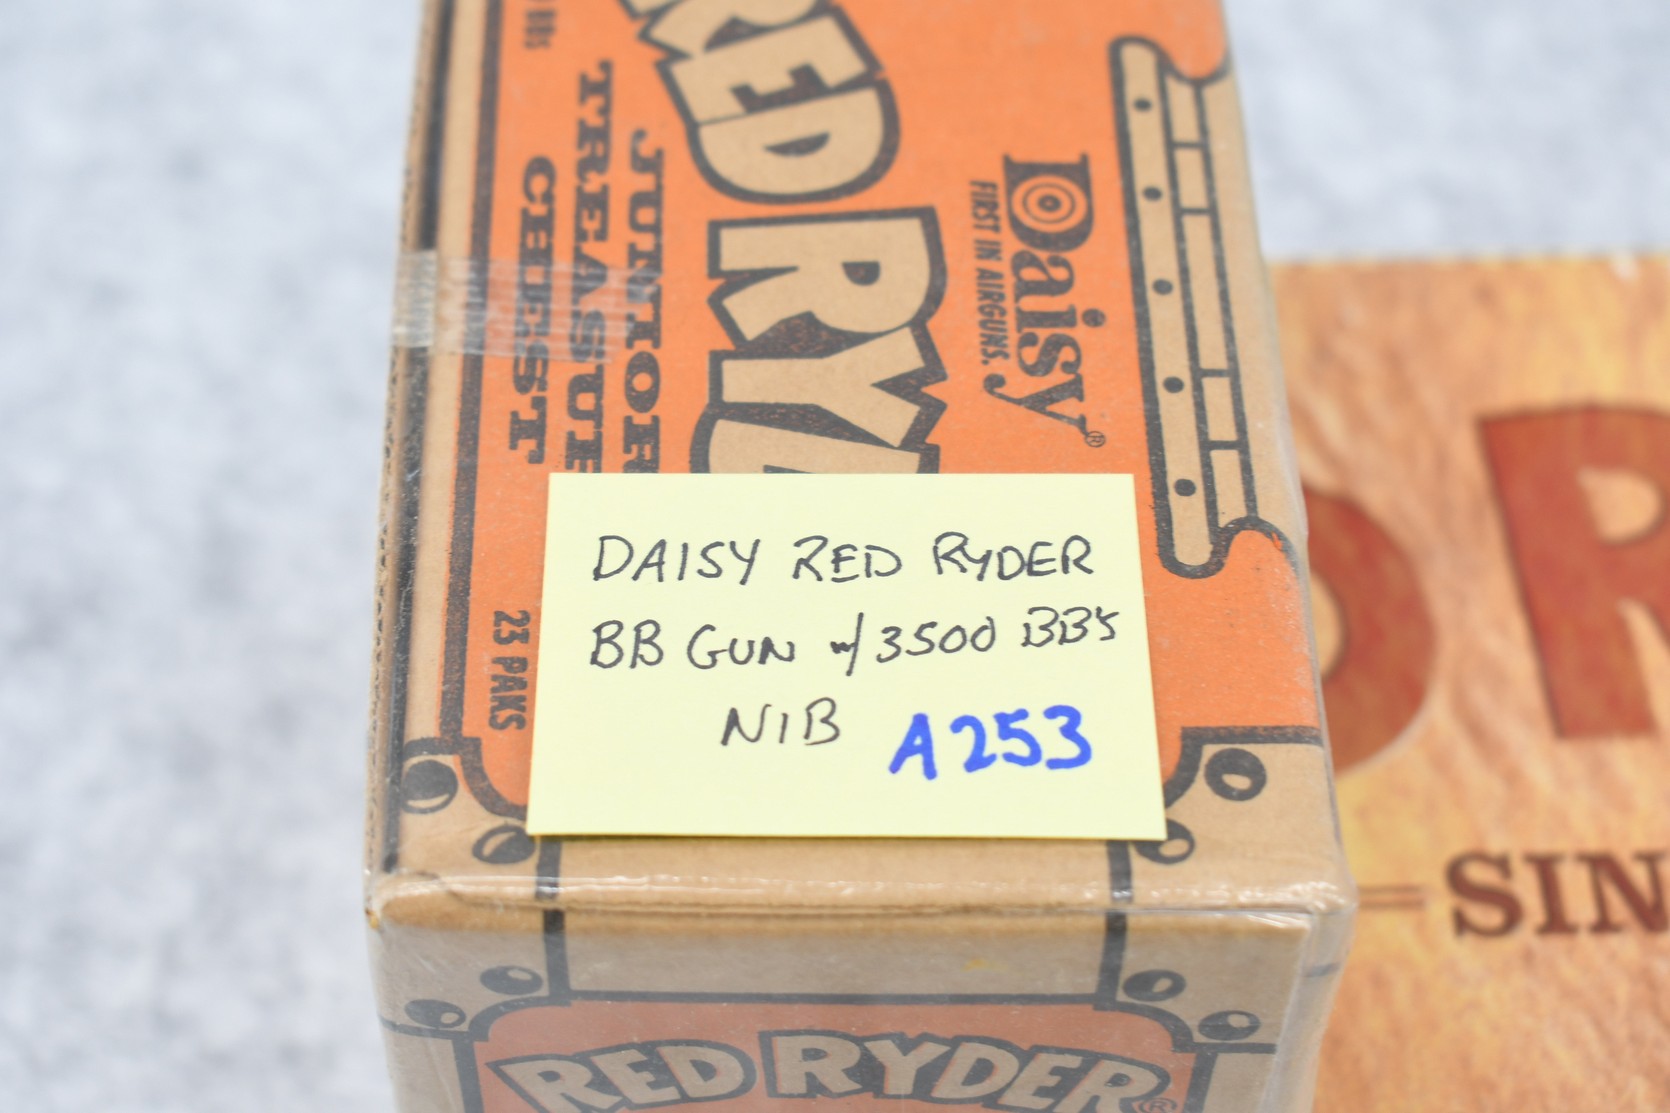 BBs
RED RYD
JUNIOR
TREASURE
CHEST
Daisy®
FIRST IN AIRGUNS.
23 PAKS
DAISY RED RYDER
BB GUN w/ 3500 BB's
NIB A253
RED RYDER®
R
SIN